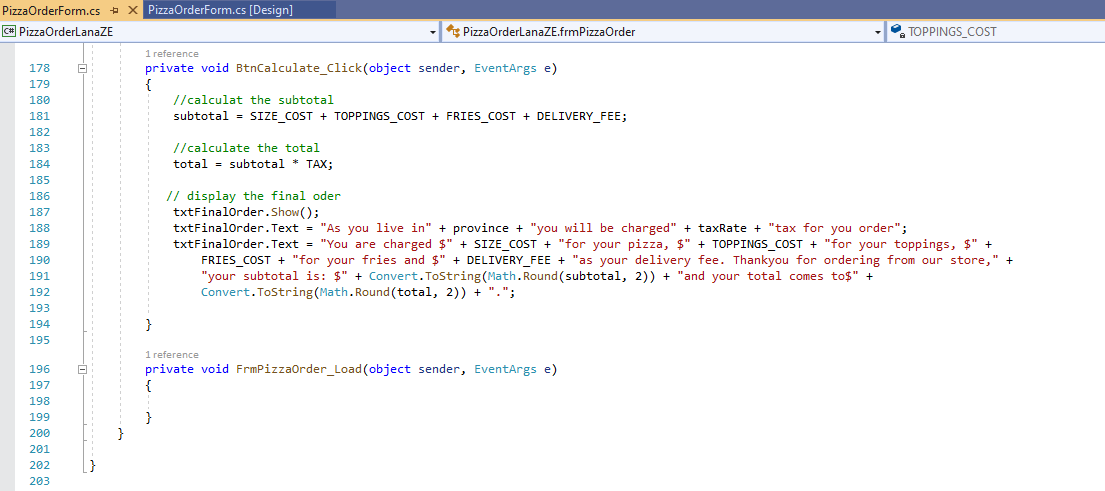 PizzaOrderForm.cs
PizzaOrderForm.cs [Design]
C# PizzaOrderLanaZE
PizzaOrderLanaZE.frmPizzaOrder
TOPPINGS_COST
1 reference
178 private void BtnCalculate_Click(object sender, EventArgs e)
179 {
180 //calculat the subtotal
181 subtotal = SIZE_COST + TOPPINGS_COST + FRIES_COST + DELIVERY_FEE;
182
183 //calculate the total
184 total = subtotal * TAX;
185
186 // display the final oder
187 txtFinalOrder.Show();
188 txtFinalOrder.Text = "As you live in" + province + "you will be charged" + taxRate + "tax for you order";
189 txtFinalOrder.Text = "You are charged $" + SIZE_COST + "for your pizza, $" + TOPPINGS_COST + "for your toppings, $" +
190 FRIES_COST + "for your fries and $" + DELIVERY_FEE + "as your delivery fee. Thankyou for ordering from our store," +
191 "your subtotal is: $" + Convert.ToString(Math.Round(subtotal, 2)) + "and your total comes to$" +
192 Convert.ToString(Math.Round(total, 2)) + ".";
193
194 }
195
1 reference
196 private void FrmPizzaOrder_Load(object sender, EventArgs e)
197 {
198
199 }
200 }
201
202 }
203